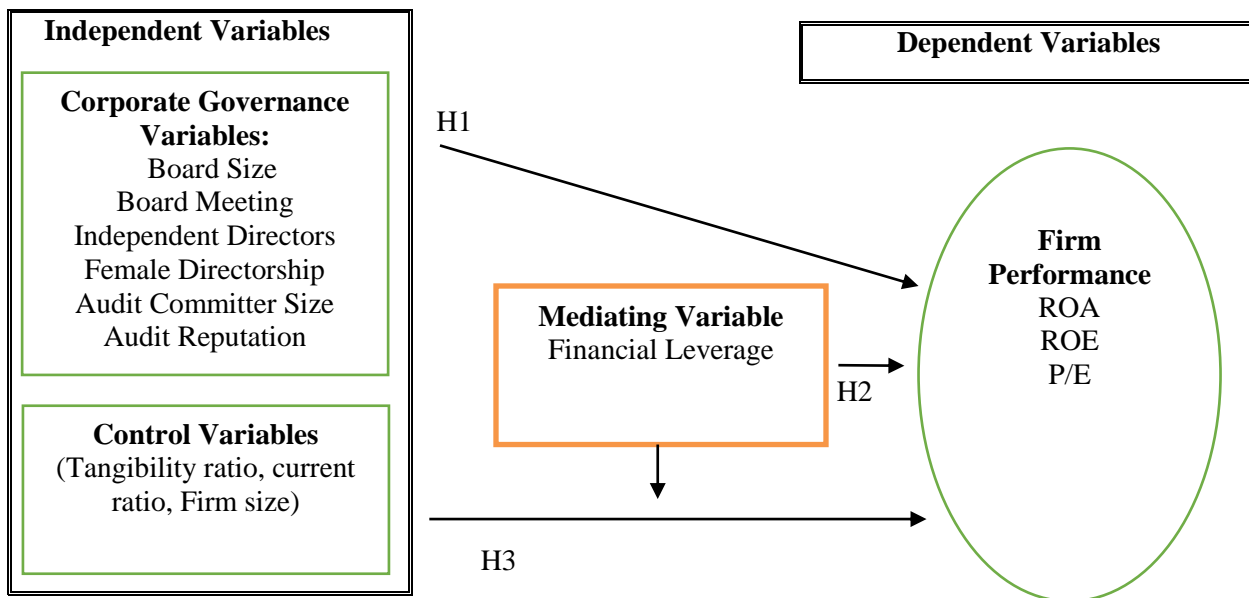 Independent Variables
Corporate Governance
Variables:
Board Size
Board Meeting
Independent Directors
Female Directorship
Audit Committer Size
Audit Reputation
Control Variables
(Tangibility ratio, current
ratio, Firm size)
H1
Mediating Variable
Financial Leverage
H2
H3
Dependent Variables
Firm
Performance
ROA
ROE
P/E